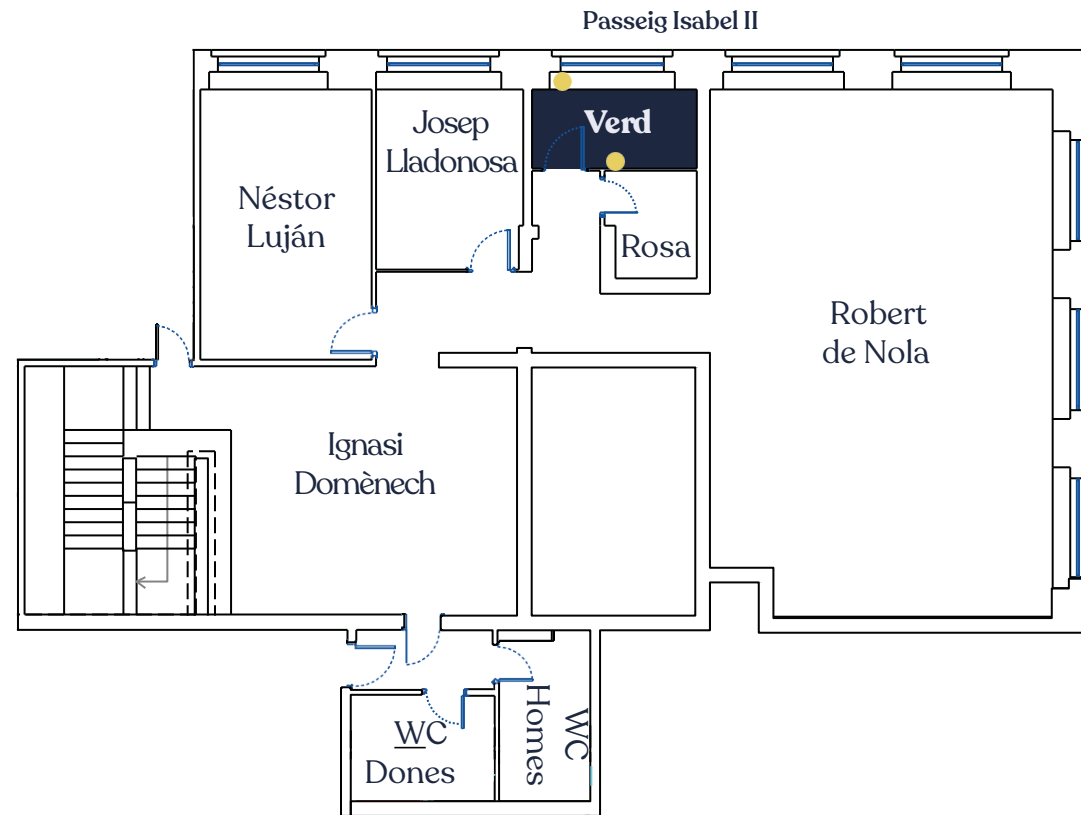 Passeig Isabel II
Josep
Lladonosa
Verd
Néstor
Luján
Rosa
Robert
de Nola
Ignasi
Domènech
WC
Dones
WC
Homes